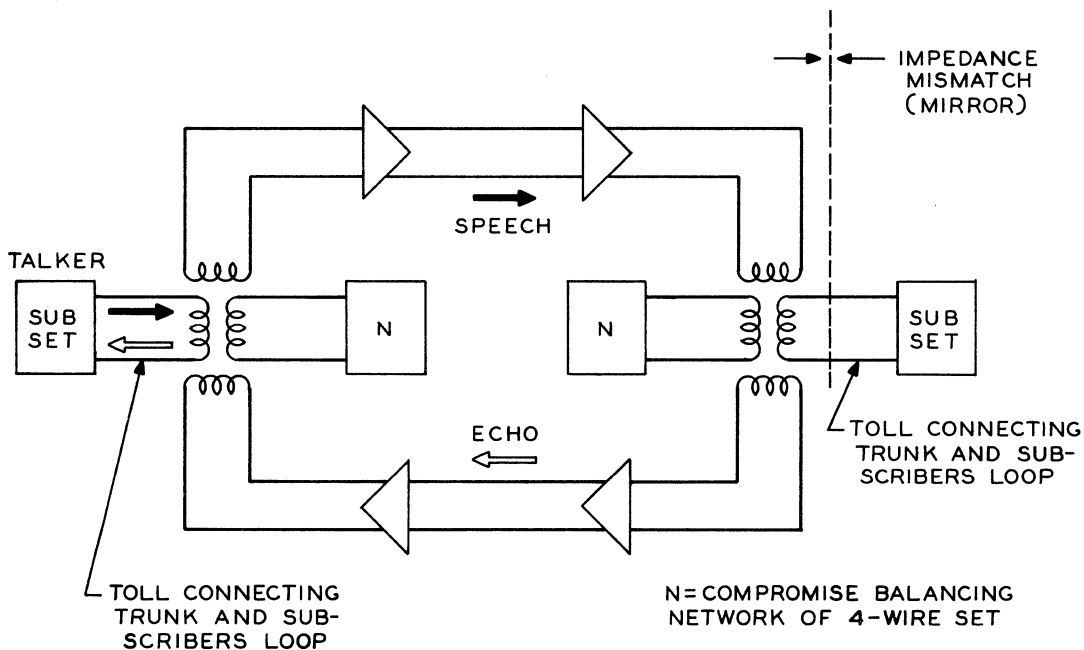 IMPEDANCE
MISMATCH
(MIRROR)
SPEECH
TALKER
SUB
SET
N
N
SUB
SET
ECHO
TOLL CONNECTING
TRUNK AND SUB-
SCRIBERS LOOP
TOLL CONNECTING
TRUNK AND SUB-
SCRIBERS LOOP
N=COMPROMISE BALANCING
NETWORK OF 4-WIRE SET